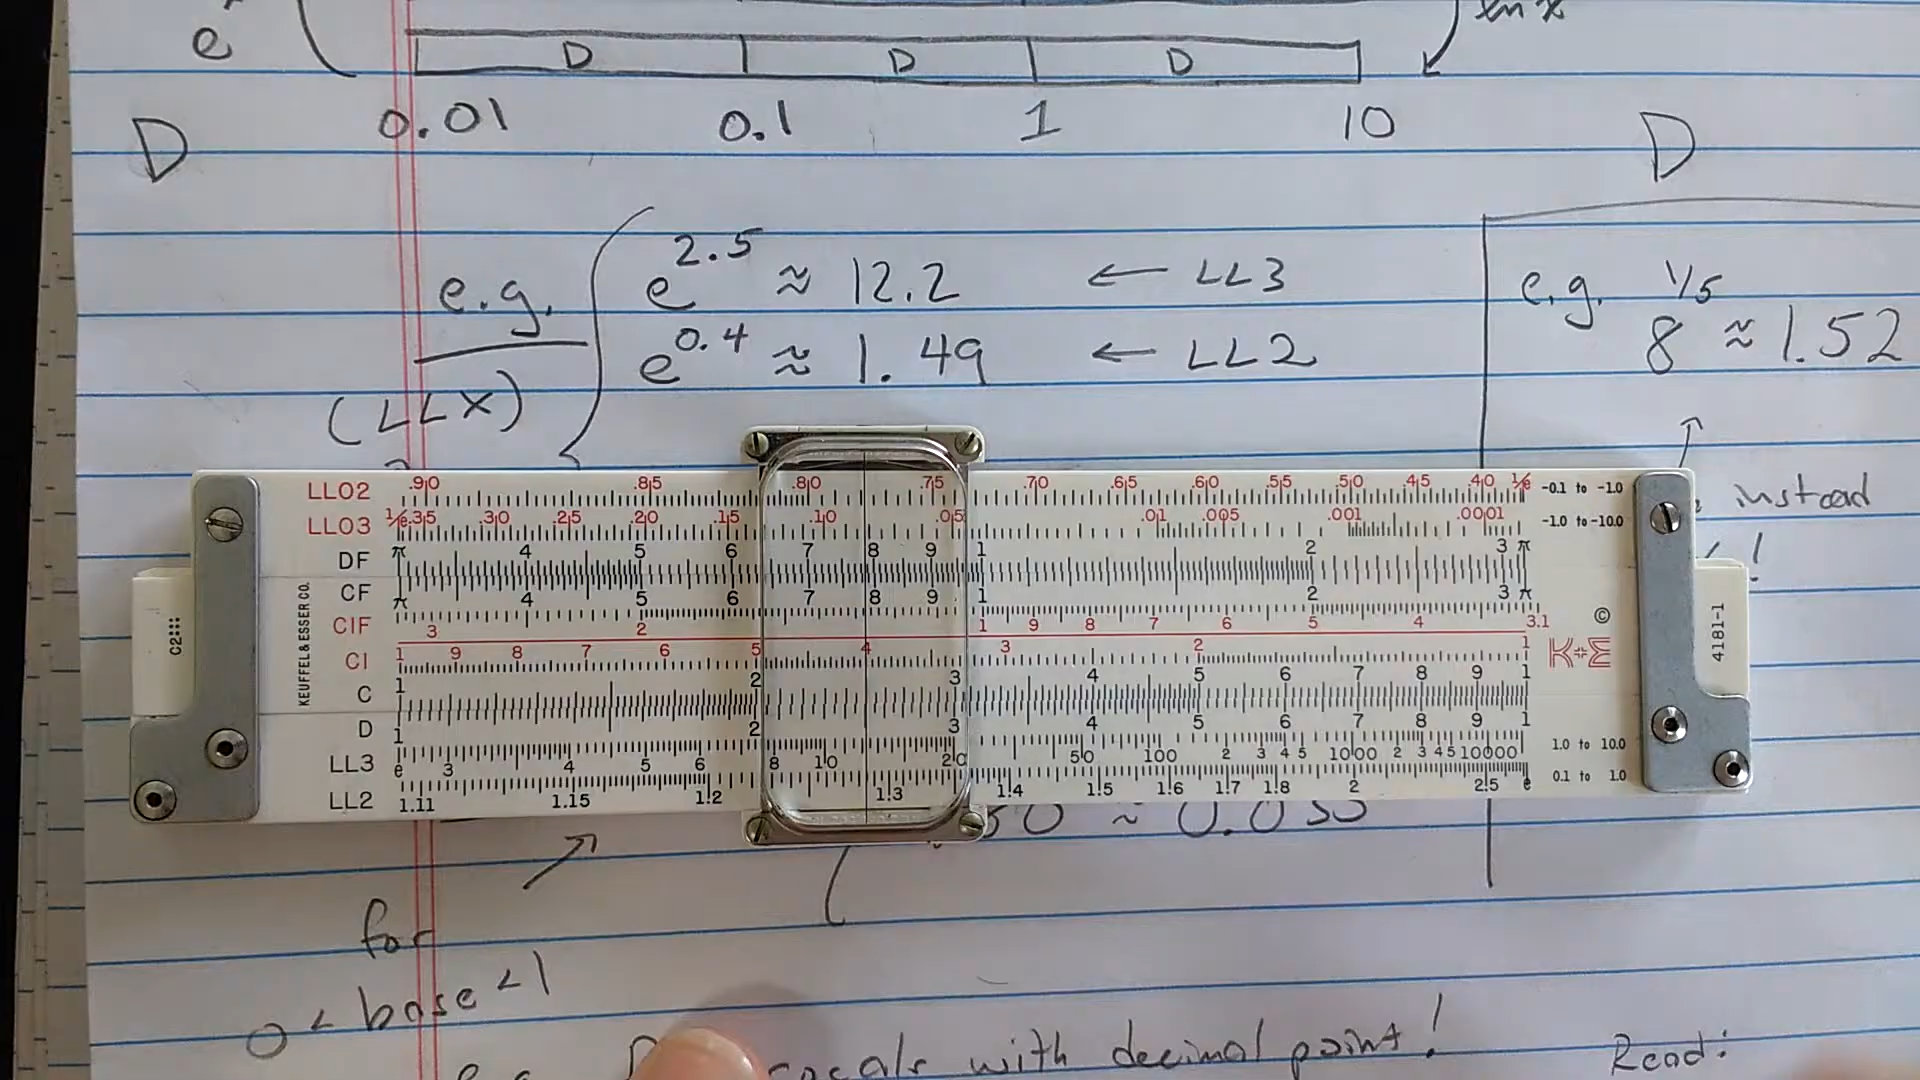 e ln x
D D D
0.01 0.1 1 10
D D
e.g. e^2.5 ≈ 12.2 ← LL3
e^0.4 ≈ 1.49 ← LL2
(LLX)
e.g. 8^1/5 ≈ 1.52
instead
!
LL02 .90 .85 .80 .75 .70 .65 .60 .55 .50 .45 .40 1/e -0.1 to -1.0
LL03 1/e .35 .30 .25 .20 .15 .10 .05 .01 .005 .001 .0001 -1.0 to -10.0
DF π 4 5 6 7 8 9 1 2 3 π
CF π 4 5 6 7 8 9 1 2 3 π
CIF 3 2 1 9 8 7 6 5 4 3.1
CI 1 9 8 7 6 5 4 3 2 1
C 1 2 3 4 5 6 7 8 9 1
D 1 2 3 4 5 6 7 8 9 1
LL3 e 3 4 5 6 8 10 20 50 100 2 3 4 5 1000 2 3 4 5 10000 1.0 to 10.0
LL2 1.11 1.15 1.2 1.3 1.4 1.5 1.6 1.7 1.8 2 2.5 e 0.1 to 1.0
KEUFFEL & ESSER CO.
©
K+E
4181-1
for
0 < base < 1
with decimal point!
Read: